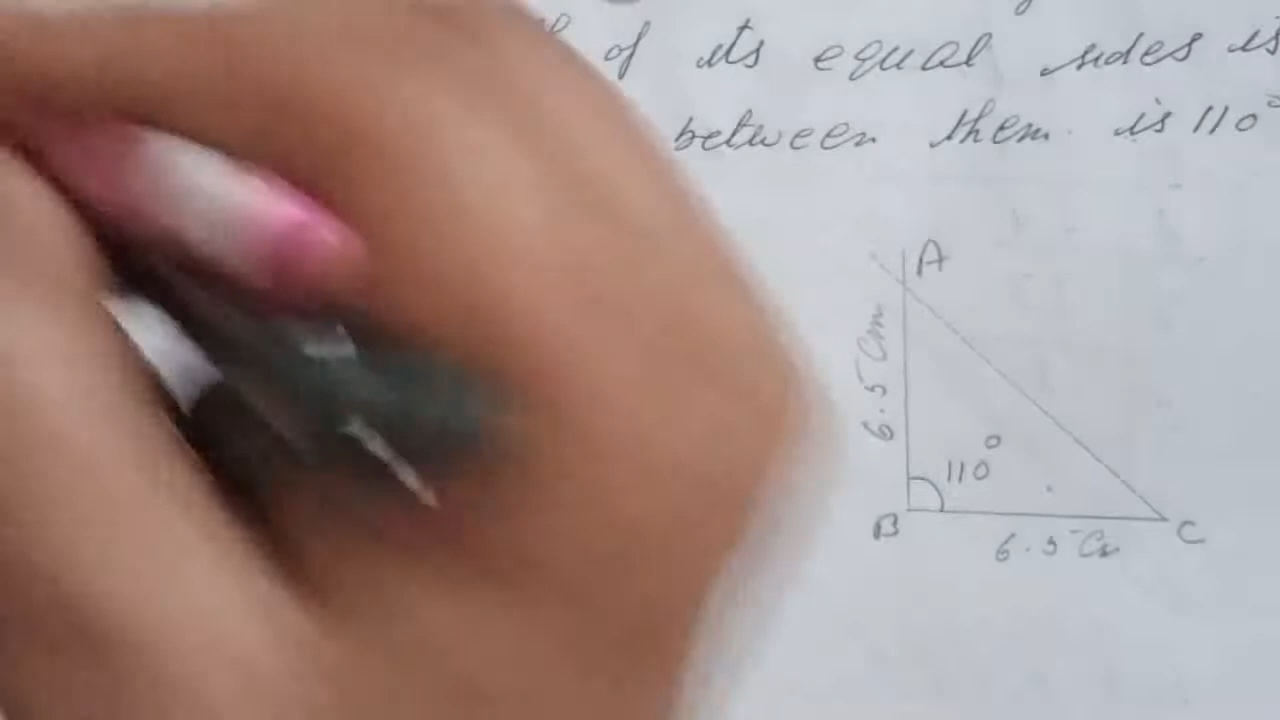 of its equal sides is
between them. is 110°
A
6.5 Cm
110°
B
C
6.5 Cm